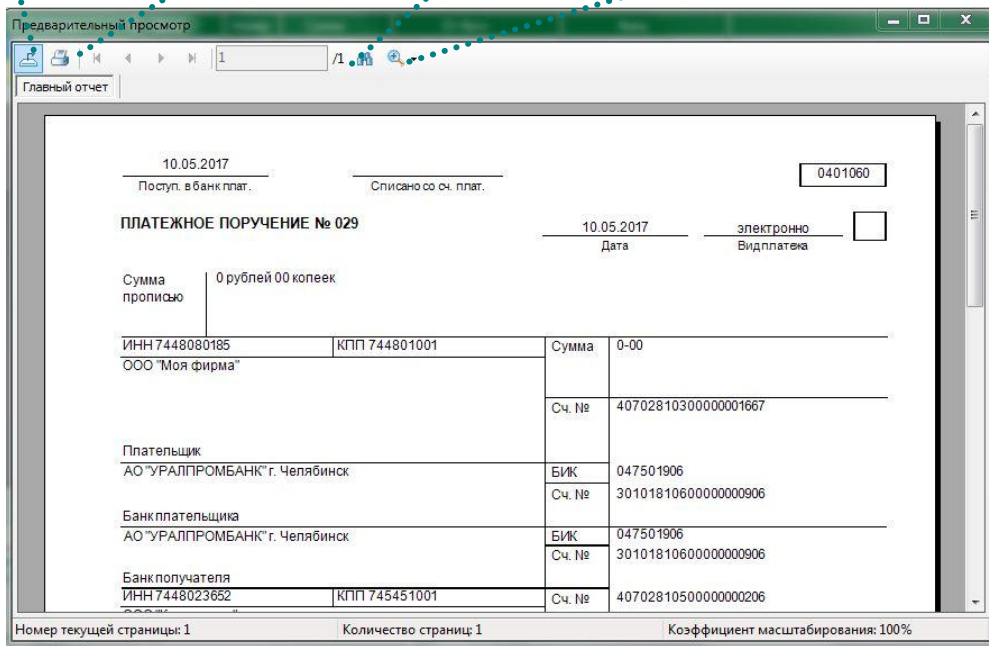 Предварительный просмотр
1 /1
Главный отчет
10.05.2017
0401060
Поступ. в банк плат. Списано со сч. плат.
ПЛАТЕЖНОЕ ПОРУЧЕНИЕ № 029 10.05.2017 электронно
Дата Вид платежа
Сумма прописью 0 рублей 00 копеек
ИНН 7448080185 КПП 744801001 Сумма 0-00
ООО "Моя фирма"
Сч. № 40702810300000001667
Плательщик
АО "УРАЛПРОМБАНК" г. Челябинск БИК 047501906
Сч. № 30101810600000000906
Банк плательщика
АО "УРАЛПРОМБАНК" г. Челябинск БИК 047501906
Сч. № 30101810600000000906
Банк получателя
ИНН 7448023652 КПП 745451001 Сч. № 40702810500000000206
Номер текущей страницы: 1 Количество страниц: 1 Коэффициент масштабирования: 100%